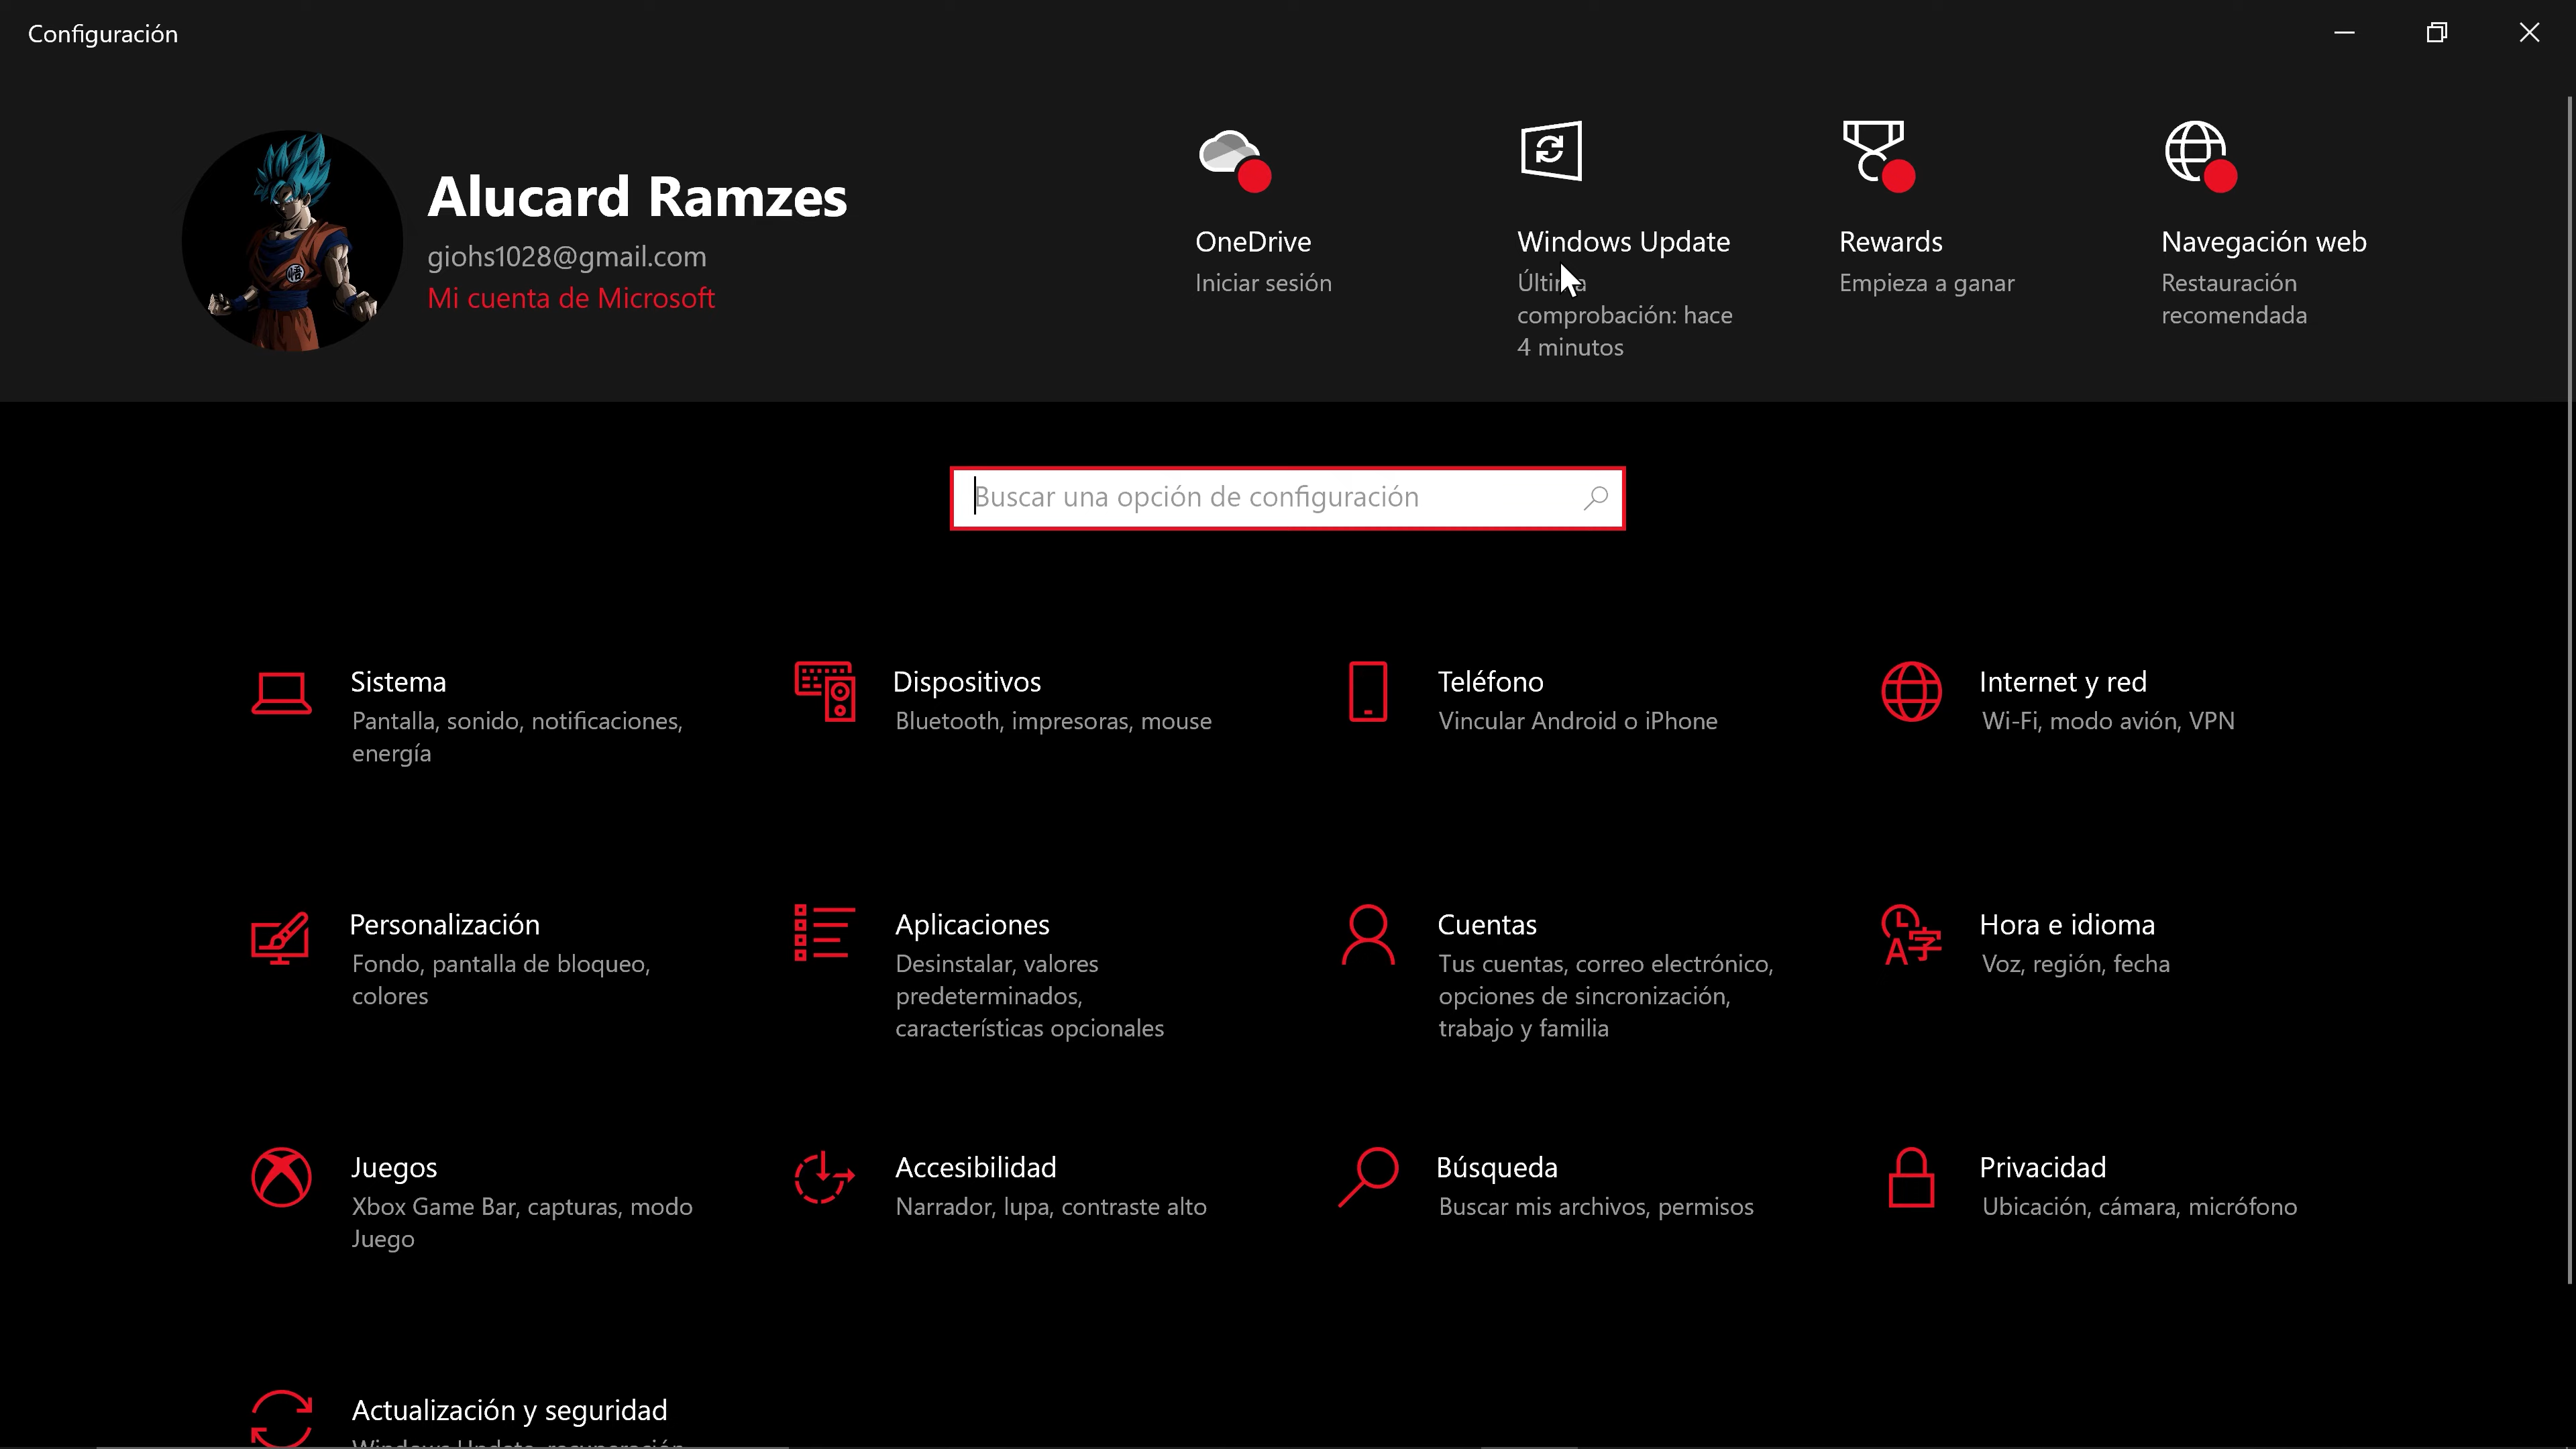 Configuración
Alucard Ramzes
giohs1028@gmail.com
Mi cuenta de Microsoft
OneDrive
Iniciar sesión
Windows Update
Última
comprobación: hace
4 minutos
Rewards
Empieza a ganar
Navegación web
Restauración
recomendada
Buscar una opción de configuración
Sistema
Pantalla, sonido, notificaciones,
energía
Dispositivos
Bluetooth, impresoras, mouse
Teléfono
Vincular Android o iPhone
Internet y red
Wi-Fi, modo avión, VPN
Personalización
Fondo, pantalla de bloqueo,
colores
Aplicaciones
Desinstalar, valores
predeterminados,
características opcionales
Cuentas
Tus cuentas, correo electrónico,
opciones de sincronización,
trabajo y familia
Hora e idioma
Voz, región, fecha
Juegos
Xbox Game Bar, capturas, modo
Juego
Accesibilidad
Narrador, lupa, contraste alto
Búsqueda
Buscar mis archivos, permisos
Privacidad
Ubicación, cámara, micrófono
Actualización y seguridad
Windows Update, recuperación,